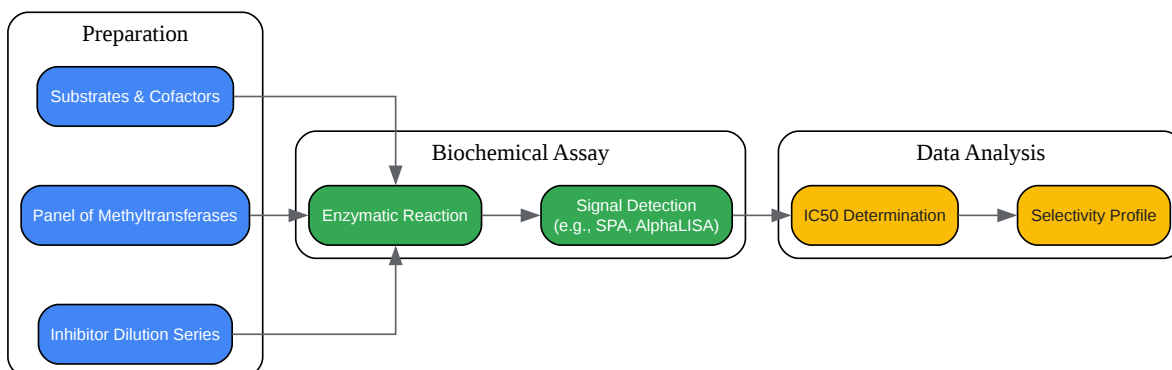 Preparation
Substrates & Cofactors
Panel of Methyltransferases
Inhibitor Dilution Series
Biochemical Assay
Enzymatic Reaction
Signal Detection
(e.g., SPA, AlphaLISA)
Data Analysis
IC50 Determination
Selectivity Profile